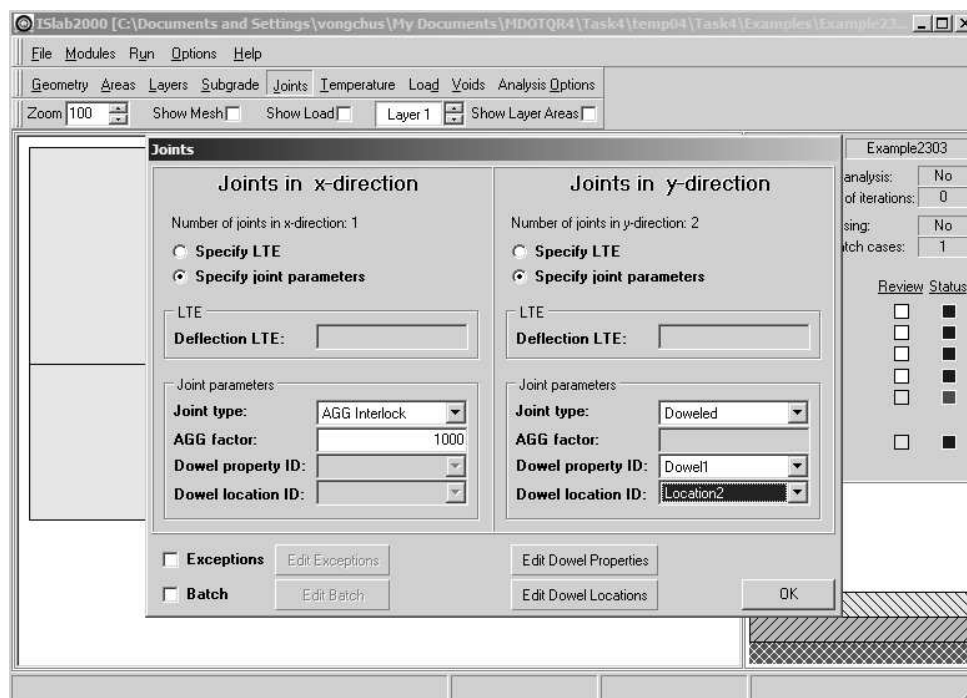 ISlab2000 [C:\Documents and Settings\vongchus\My Documents\MDOTQR4\Task4\temp04\Task4\Examples\Example23...
File Modules Run Options Help
Geometry Areas Layers Subgrade Joints Temperature Load Voids Analysis Options
Zoom 100 Show Mesh Show Load Layer 1 Show Layer Areas
Joints
Joints in x-direction
Number of joints in x-direction: 1
Specify LTE
Specify joint parameters
LTE
Deflection LTE:
Joint parameters
Joint type: AGG Interlock
AGG factor: 1000
Dowel property ID:
Dowel location ID:
Joints in y-direction
Number of joints in y-direction: 2
Specify LTE
Specify joint parameters
LTE
Deflection LTE:
Joint parameters
Joint type: Doweled
AGG factor:
Dowel property ID: Dowel1
Dowel location ID: Location2
Exceptions Edit Exceptions Edit Dowel Properties
Batch Edit Batch Edit Dowel Locations OK
Example2303
analysis: No
of iterations: 0
sing: No
tch cases: 1
Review Status